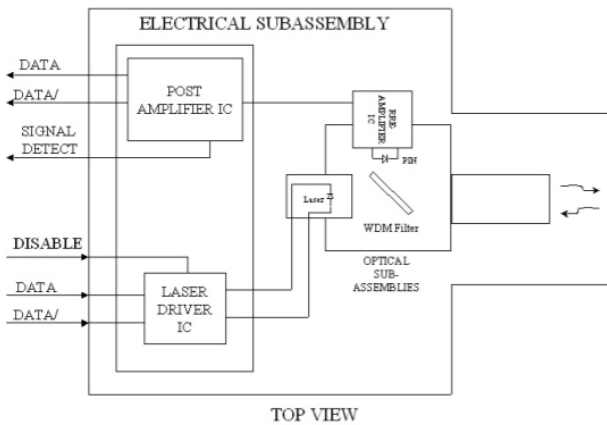 ELECTRICAL SUBASSEMBLY
DATA
DATA/
SIGNAL
DETECT
POST
AMPLIFIER IC
PRE-
AMPLIFIER
IC
PIN
Laser
WDM Filter
OPTICAL
SUB-
ASSEMBLIES
DISABLE
DATA
DATA/
LASER
DRIVER
IC
TOP VIEW